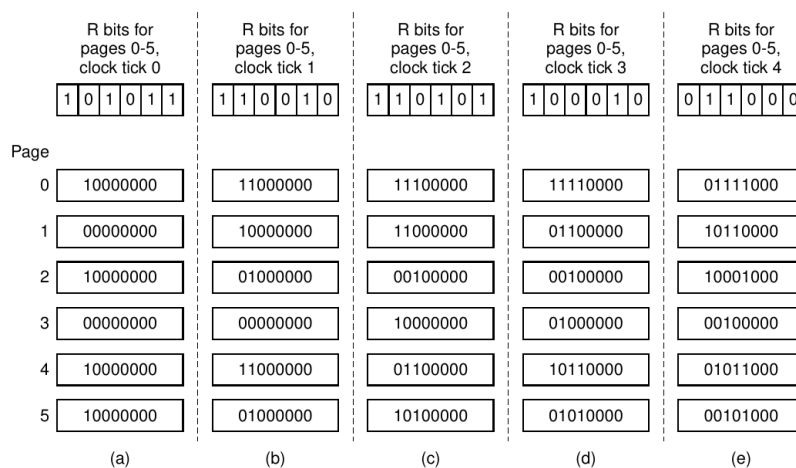 R bits for
pages 0-5,
clock tick 0
R bits for
pages 0-5,
clock tick 1
R bits for
pages 0-5,
clock tick 2
R bits for
pages 0-5,
clock tick 3
R bits for
pages 0-5,
clock tick 4
1 0 1 0 1 1
1 1 0 0 1 0
1 1 0 1 0 1
1 0 0 0 1 0
0 1 1 0 0 0
Page
0 10000000 11000000 11100000 11110000 01111000
1 00000000 10000000 11000000 01100000 10110000
2 10000000 01000000 00100000 00100000 10001000
3 00000000 00000000 10000000 01000000 00100000
4 10000000 11000000 01100000 10110000 01011000
5 10000000 01000000 10100000 01010000 00101000
(a) (b) (c) (d) (e)